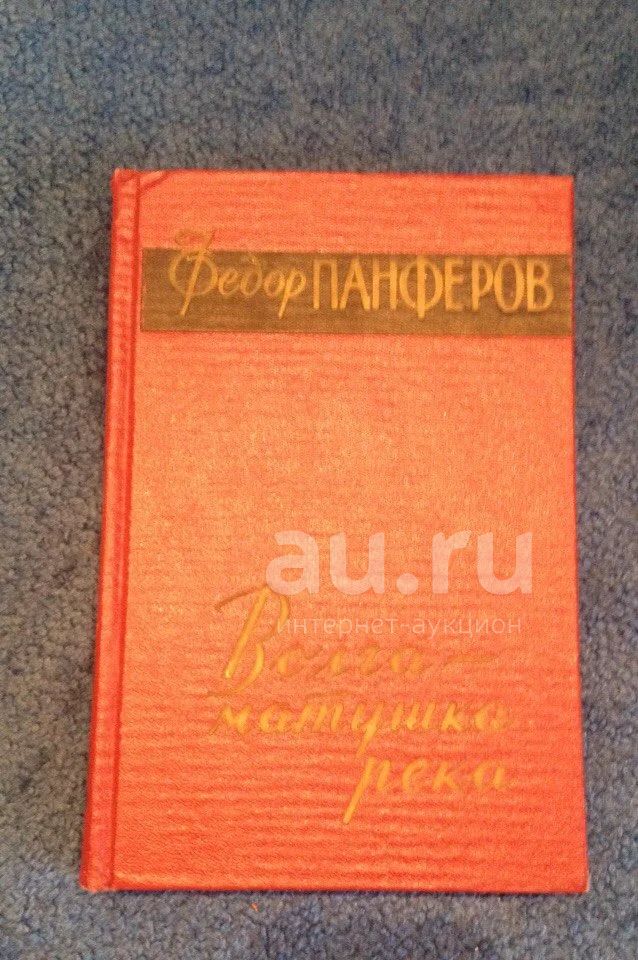 Федор ПАНФЕРОВ
au.ru
интернет-аукцион
Волга-
матушка
река